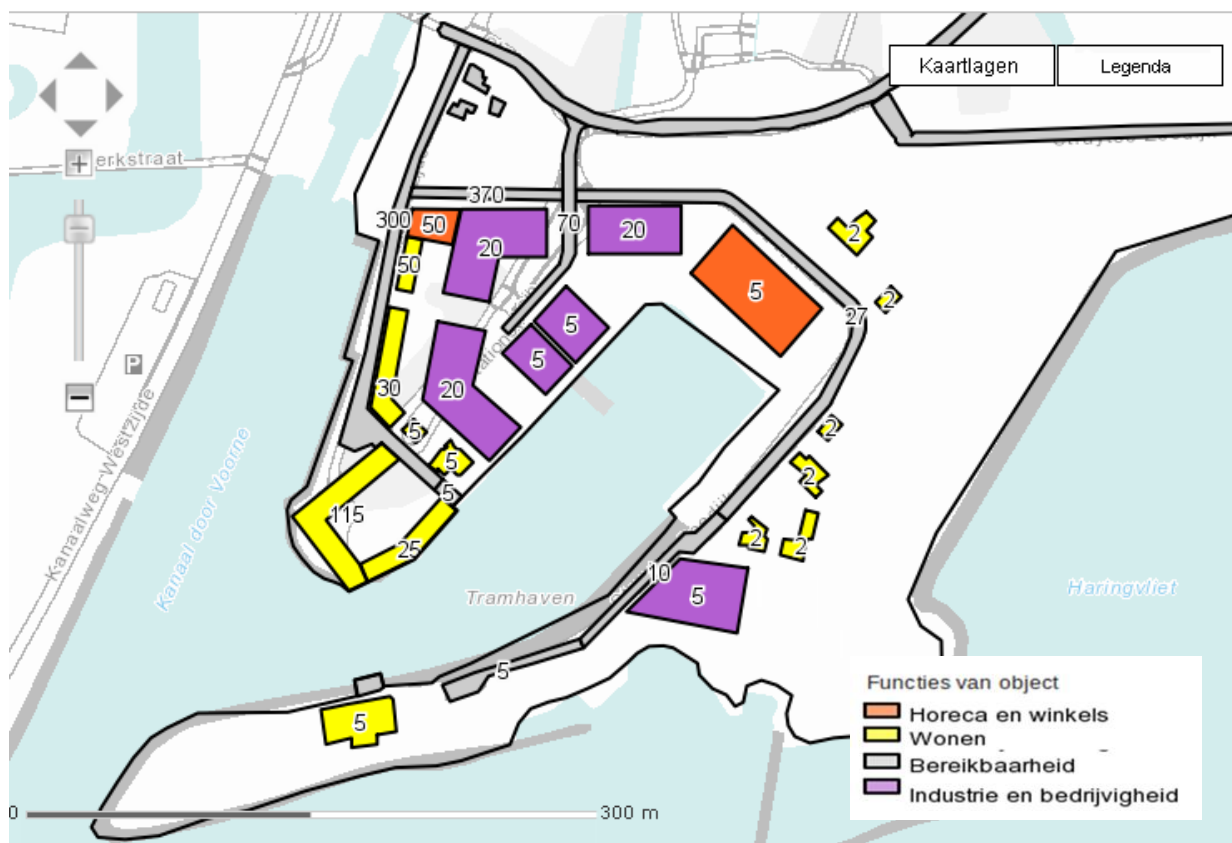 Kaartlagen
Legenda
erkstraat
370
300
50
20
70
20
2
50
5
2
27
5
5
30
20
5
2
5
2
5
115
25
2
2
10
5
5
5
P
Kanaalweg-Westzijde
Kanaal door Voorne
Tramhaven
Haringvliet
Functies van object
Horeca en winkels
Wonen
Bereikbaarheid
Industrie en bedrijvigheid
0
300 m